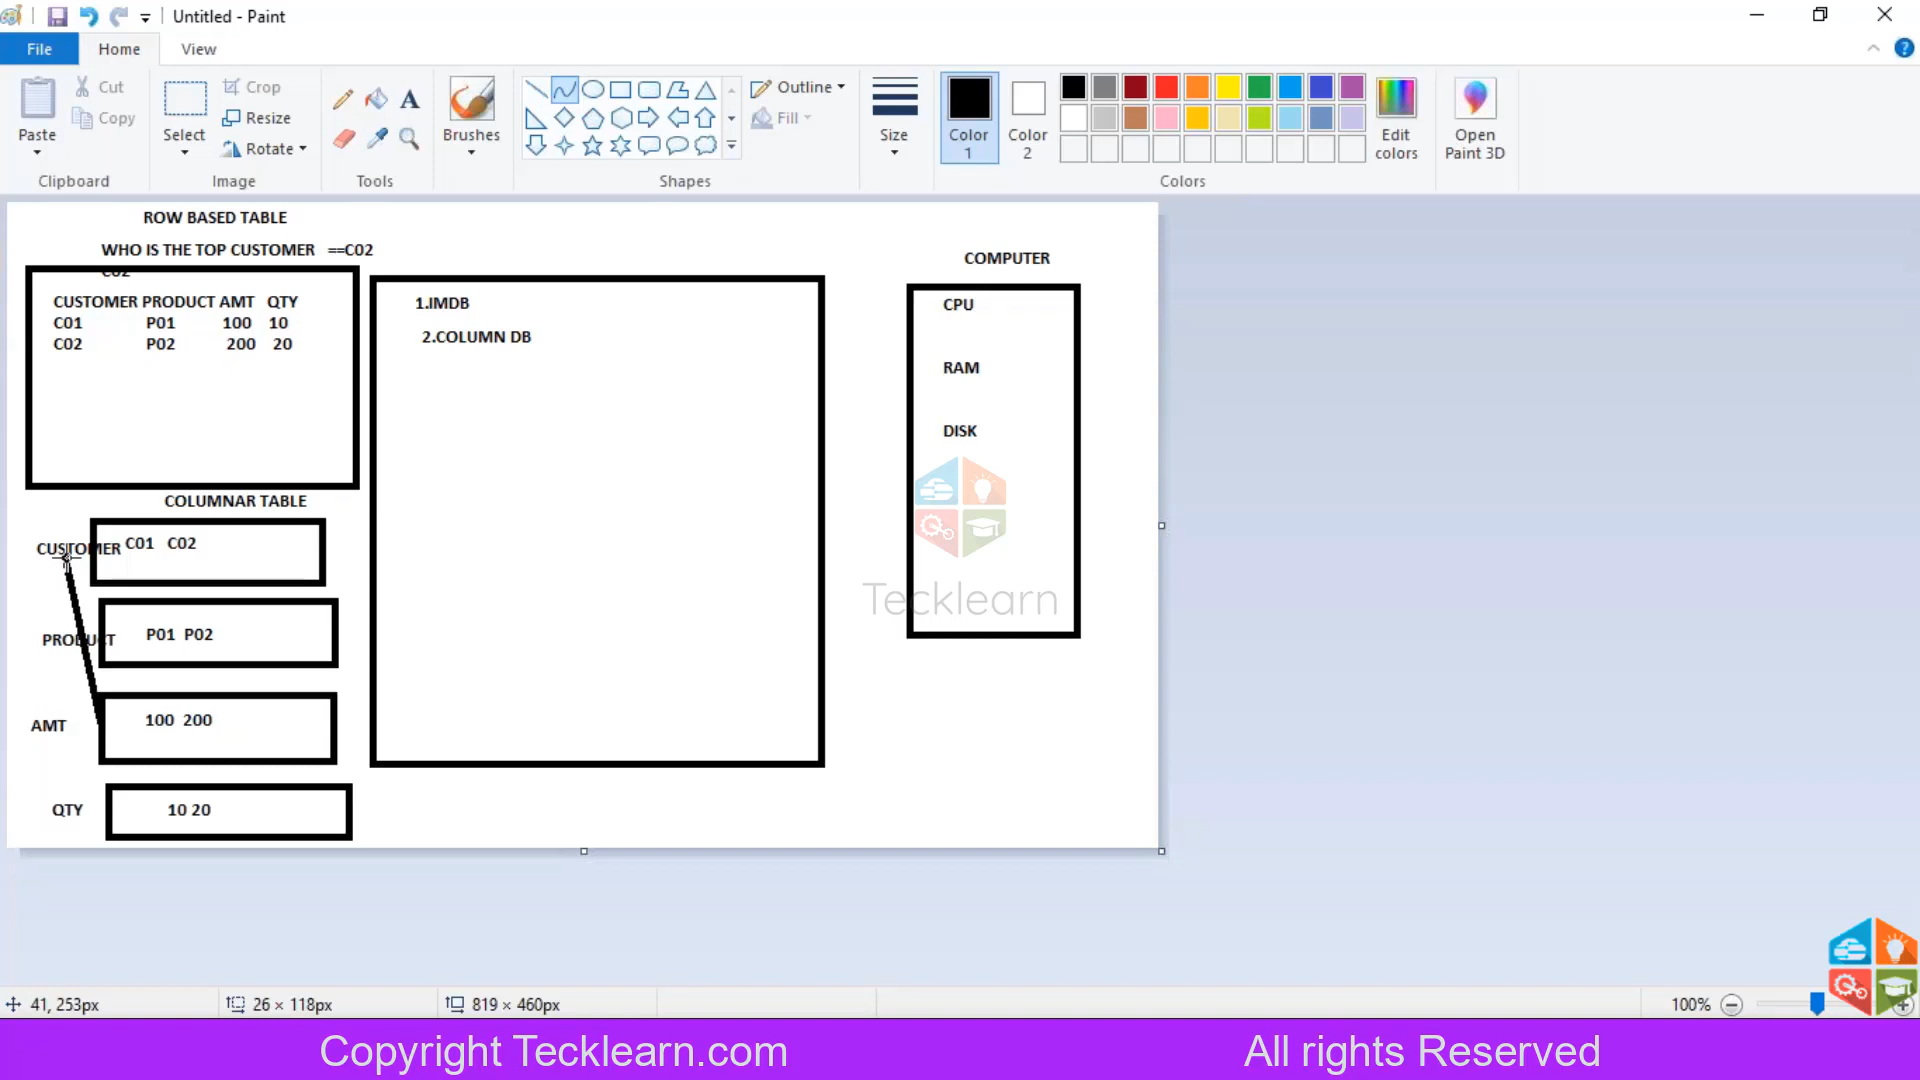 Untitled - Paint
File Home View
Paste
Cut
Copy
Clipboard
Select
Crop
Resize
Rotate
Image
A
Tools
Brushes
Shapes
Outline
Fill
Size
Color 1
Color 2
Edit colors
Colors
Open Paint 3D
ROW BASED TABLE
WHO IS THE TOP CUSTOMER ==C02
C02
CUSTOMER PRODUCT AMT QTY
C01 P01 100 10
C02 P02 200 20
1.IMDB
2.COLUMN DB
COMPUTER
CPU
RAM
DISK
COLUMNAR TABLE
CUSTOMER C01 C02
PRODUCT P01 P02
AMT 100 200
QTY 10 20
Tecklearn
41, 253px
26 × 118px
819 × 460px
100%
Copyright Tecklearn.com
All rights Reserved